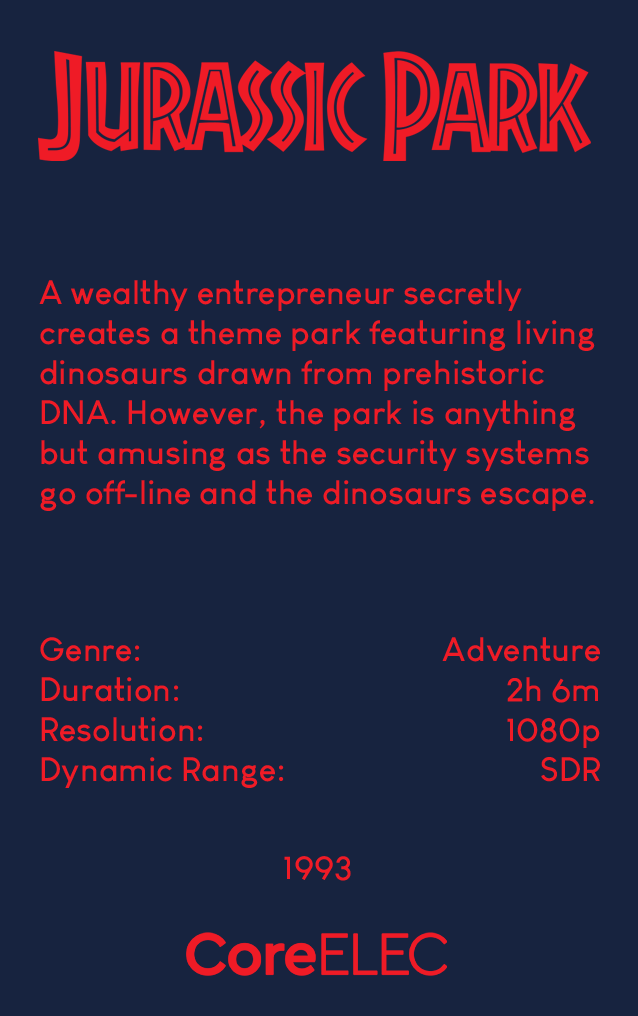 JURASSIC PARK
A wealthy entrepreneur secretly
creates a theme park featuring living
dinosaurs drawn from prehistoric
DNA. However, the park is anything
but amusing as the security systems
go off-line and the dinosaurs escape.
Genre: Adventure
Duration: 2h 6m
Resolution: 1080p
Dynamic Range: SDR
1993
CoreELEC